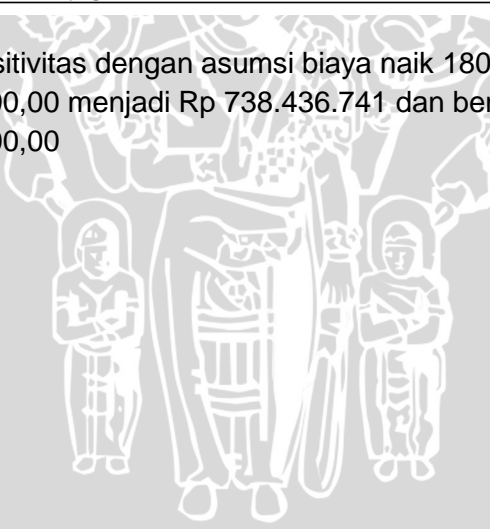 sitivitas dengan asumsi biaya naik 180
00,00 menjadi Rp 738.436.741 dan ber
00,00